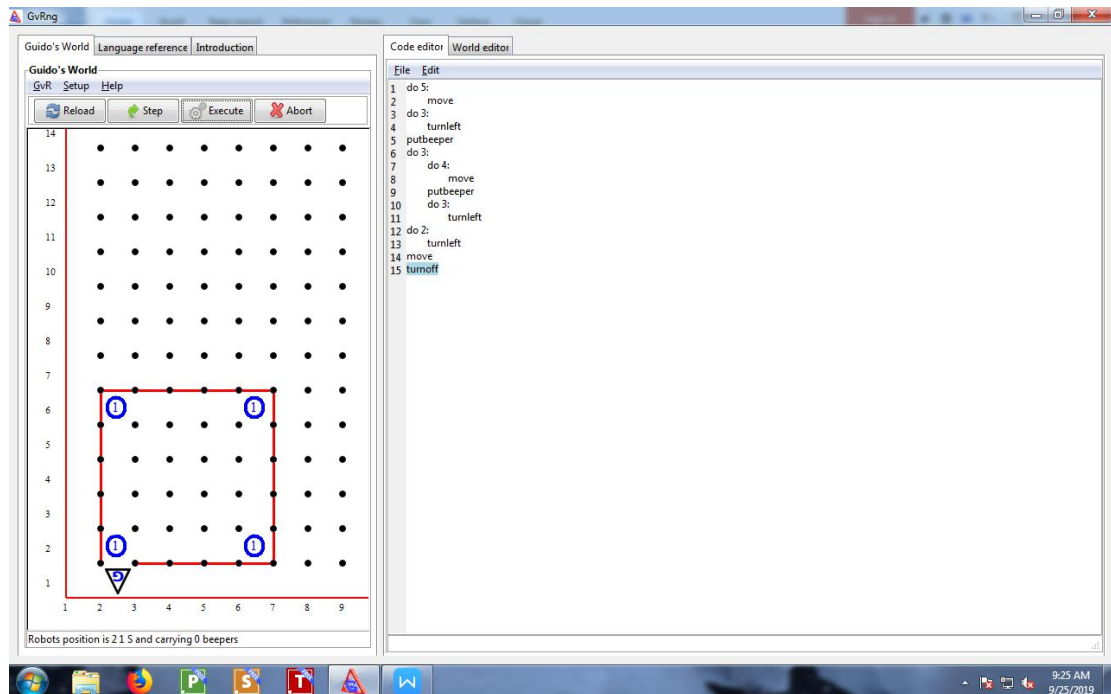 GvRng
Guido's World Language reference Introduction
Guido's World
GvR Setup Help
Reload Step Execute Abort
14
13
12
11
10
9
8
7
6
5
4
3
2
1
1 2 3 4 5 6 7 8 9
1 1
1 1
G
Robots position is 2 1 S and carrying 0 beepers
Code editor World editor
File Edit
1 do 5:
2 move
3 do 3:
4 turnleft
5 putbeeper
6 do 3:
7 do 4:
8 move
9 putbeeper
10 do 3:
11 turnleft
12 do 2:
13 turnleft
14 move
15 turnoff
P S T W
9:25 AM
9/25/2019